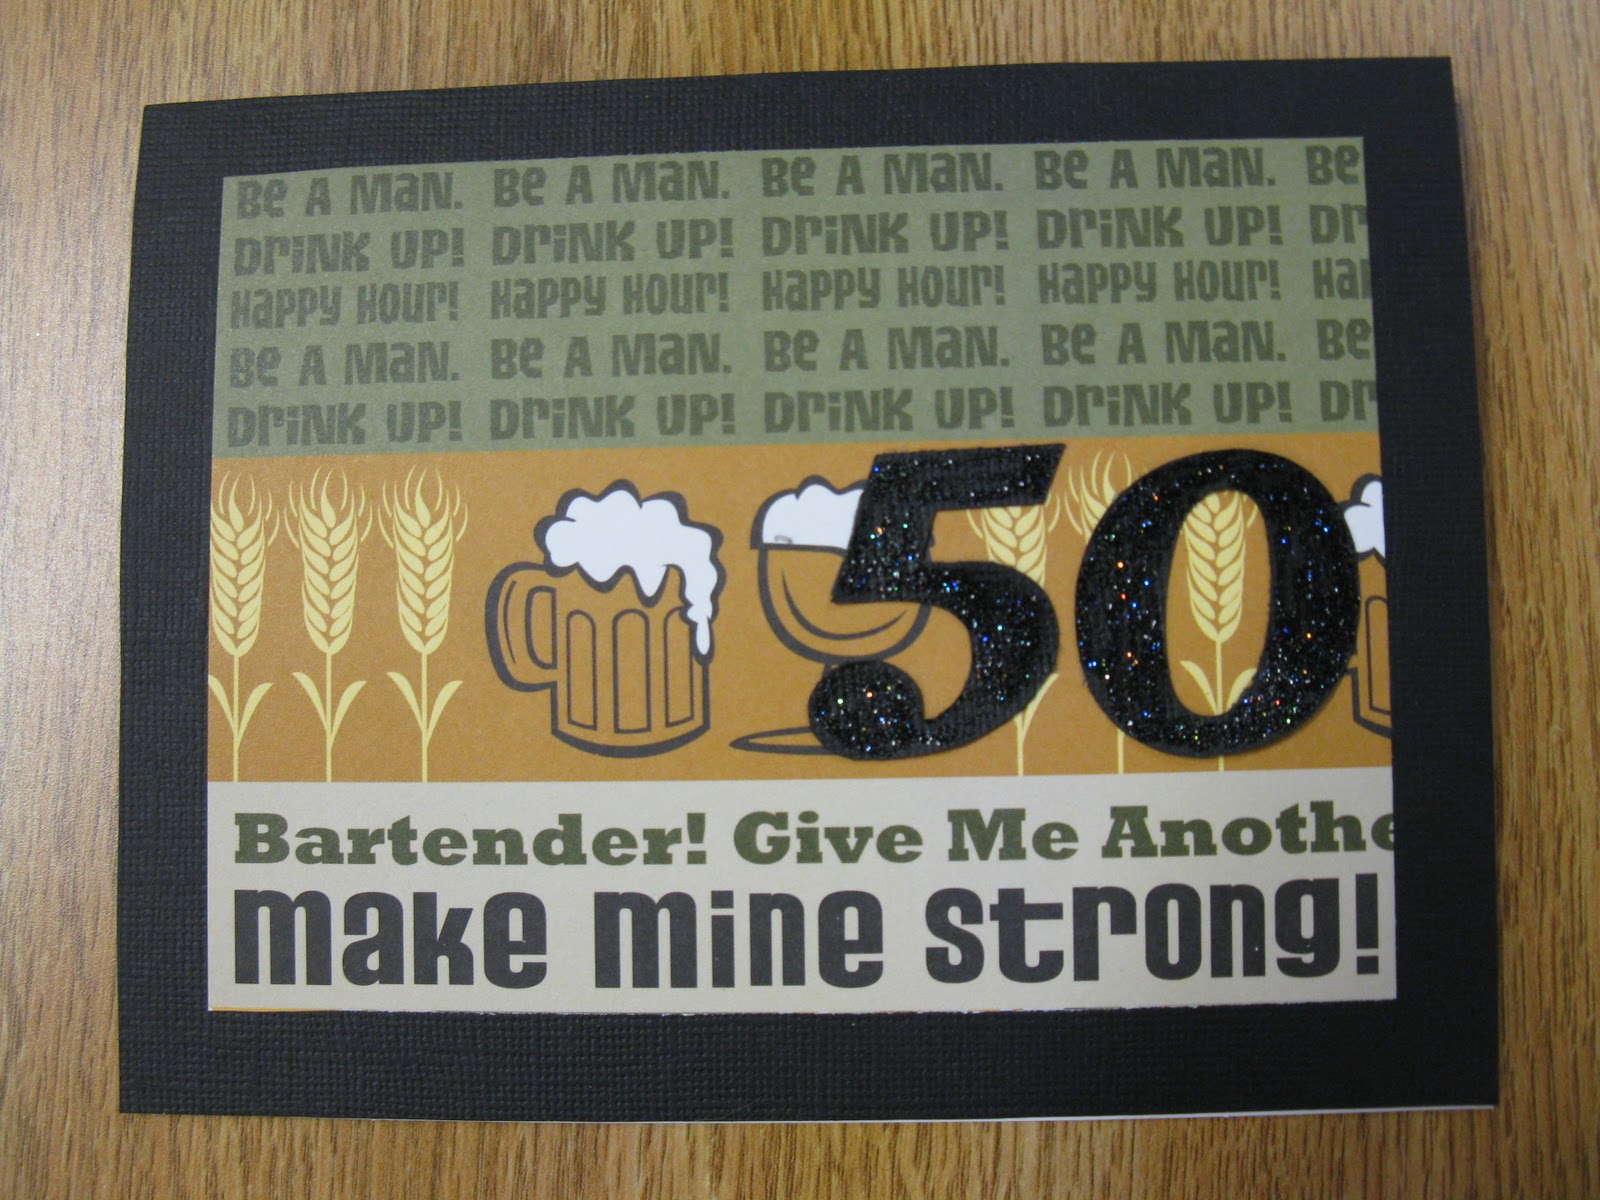 Be A Man. Be A Man. Be A Man. Be A Man. Be
Drink Up! Drink Up! Drink Up! Drink Up! Dr
Happy Hour! Happy Hour! Happy Hour! Happy Hour! Ha
Be A Man. Be A Man. Be A Man. Be A Man. Be
Drink Up! Drink Up! Drink Up! Drink Up! Dr
50
Bartender! Give Me Anothe
make mine strong!